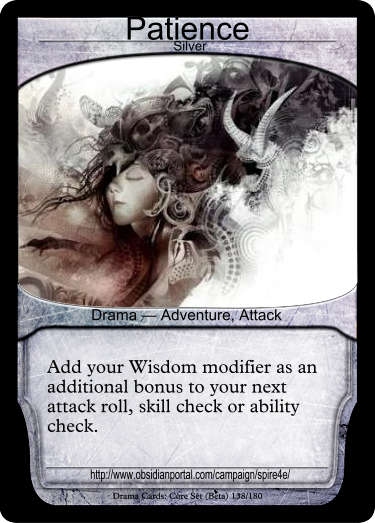 Patience
Silver
Drama — Adventure, Attack
Add your Wisdom modifier as an
additional bonus to your next
attack roll, skill check or ability
check.
http://www.obsidianportal.com/campaign/spire4e/
Drama Cards: Core Set (Beta) 138/180